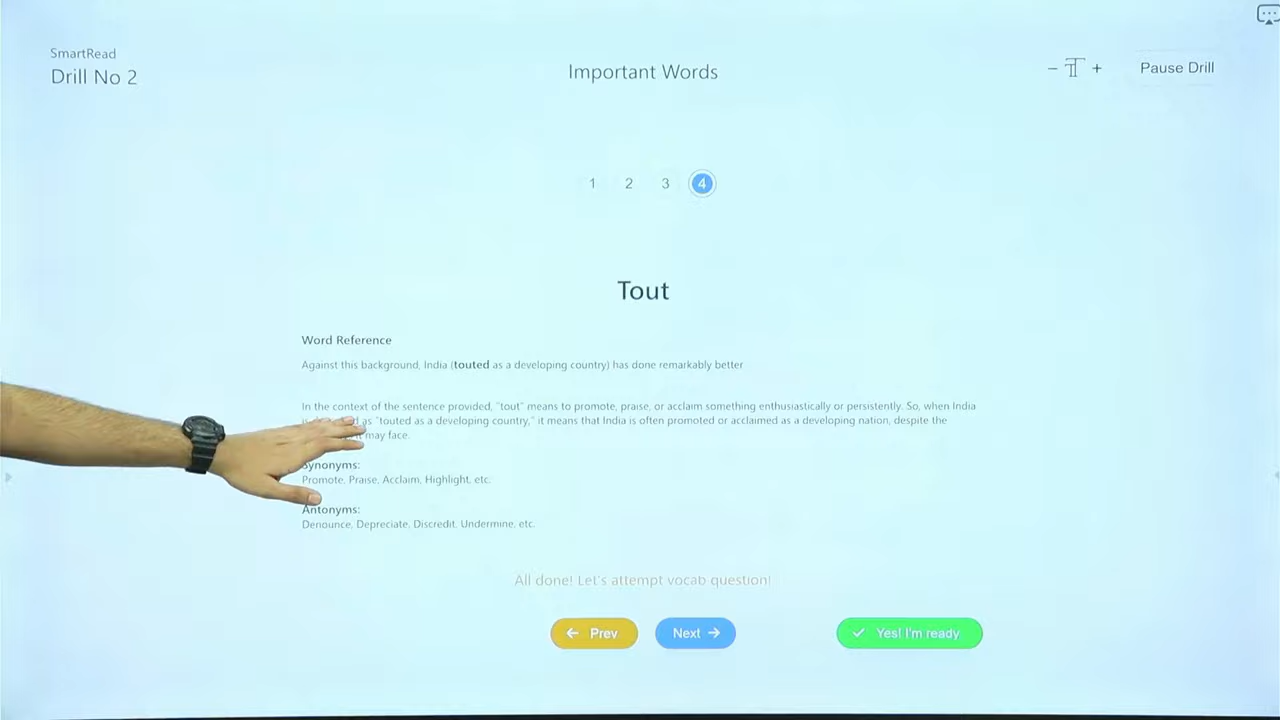 SmartRead
Drill No 2
Important Words
− T +
Pause Drill
1 2 3 4
Tout
Word Reference
Against this background, India (touted as a developing country) has done remarkably better
In the context of the sentence provided, "tout" means to promote, praise, or acclaim something enthusiastically or persistently. So, when India
as "touted as a developing country," it means that India is often promoted or acclaimed as a developing nation, despite the
may face.
Synonyms:
Promote, Praise, Acclaim, Highlight, etc.
Antonyms:
Denounce, Depreciate, Discredit, Undermine, etc.
All done! Let's attempt vocab question!
← Prev
Next →
✓ Yes! I'm ready